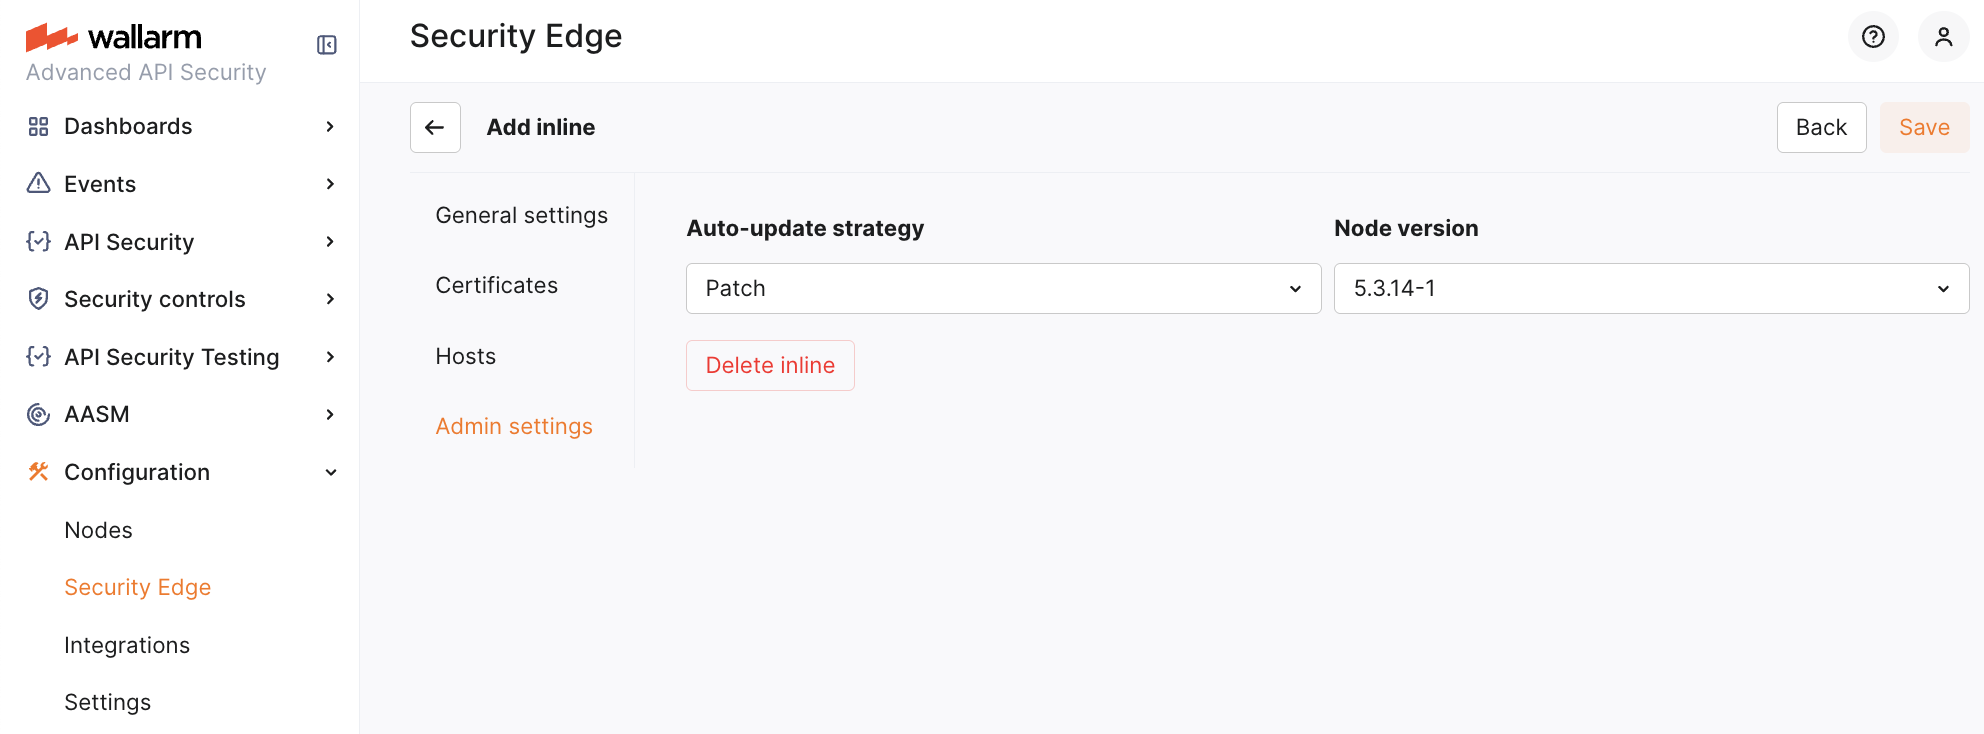 wallarm
Advanced API Security
Dashboards
Events
API Security
Security controls
API Security Testing
AASM
Configuration
Nodes
Security Edge
Integrations
Settings
Security Edge
Add inline
Back
Save
General settings
Certificates
Hosts
Admin settings
Auto-update strategy
Patch
Node version
5.3.14-1
Delete inline